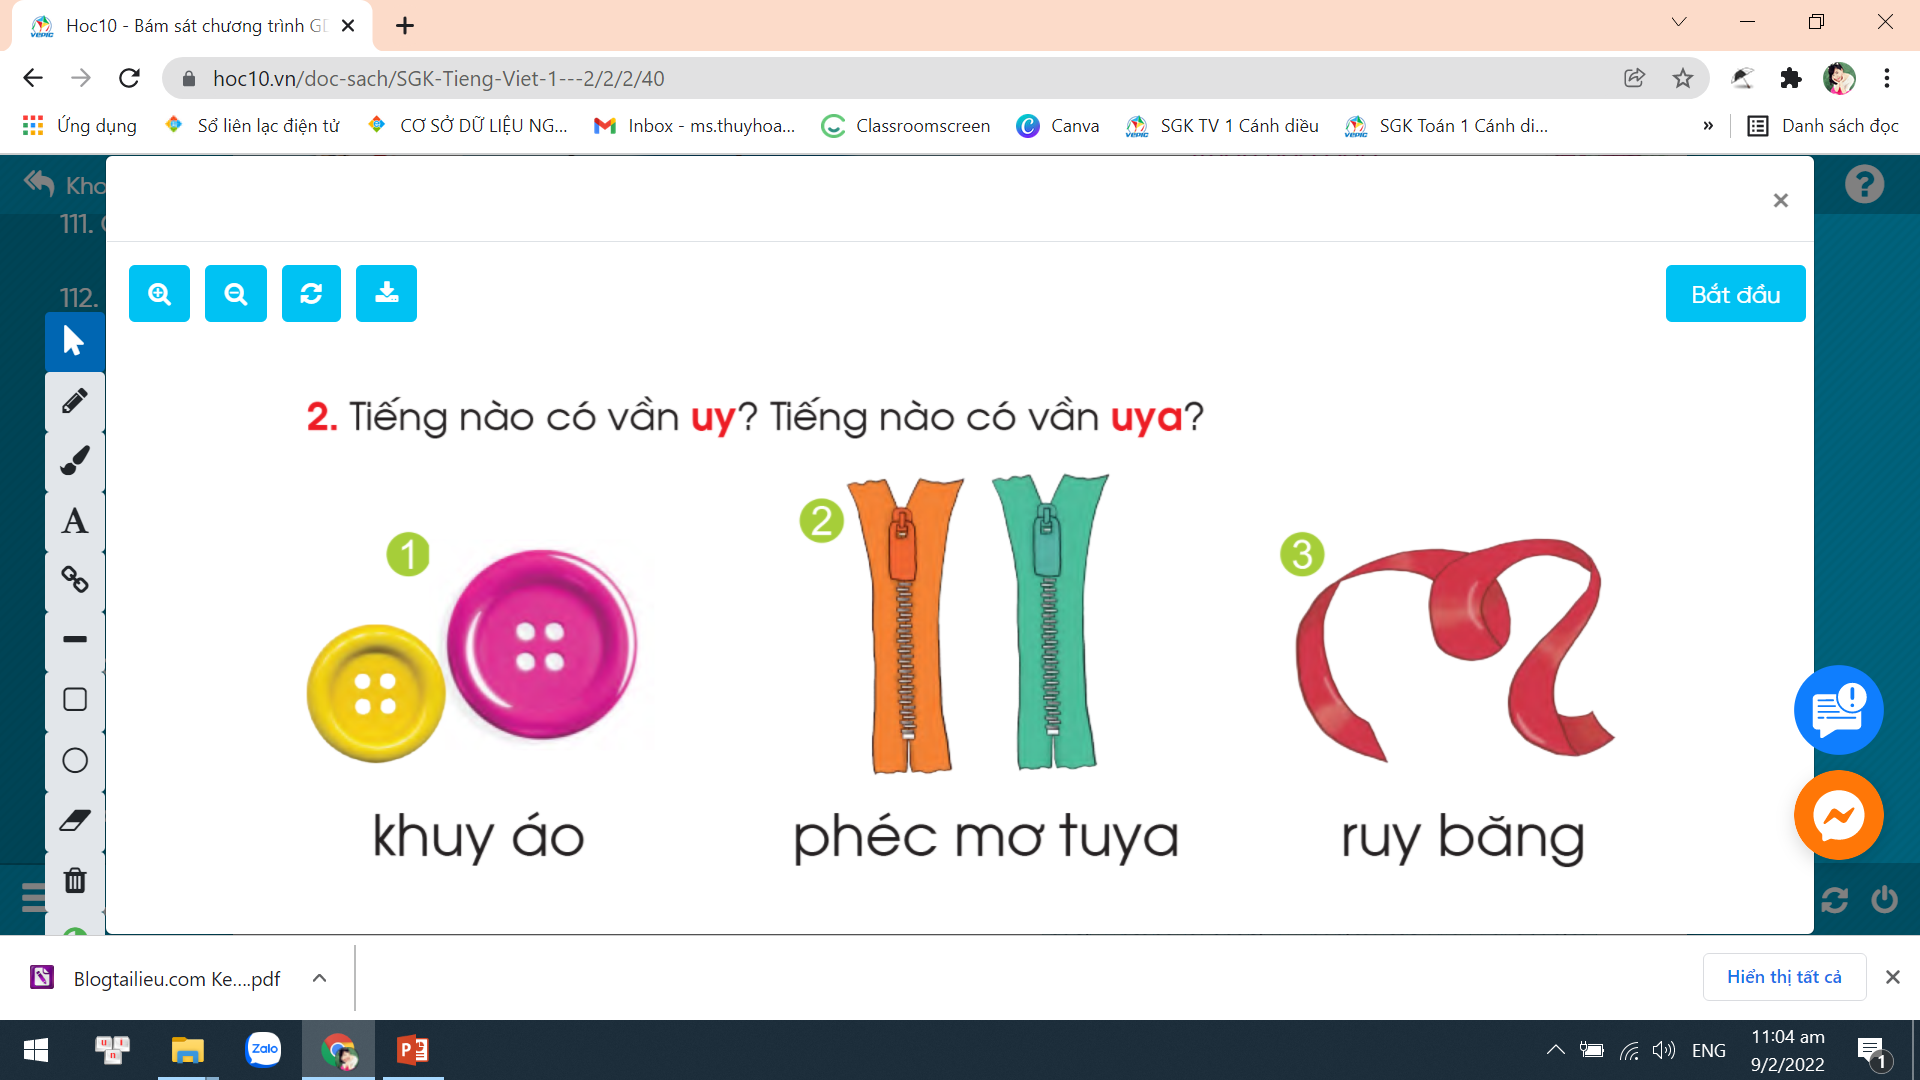 Hoc10 - Bám sát chương trình GD
hoc10.vn/doc-sach/SGK-Tieng-Viet-1---2/2/2/40
Ứng dụng
Sổ liên lạc điện tử
CƠ SỞ DỮ LIỆU NG...
Inbox - ms.thuyhoa...
Classroomscreen
Canva
SGK TV 1 Cánh diều
SGK Toán 1 Cánh di...
»
Danh sách đọc
Kho
111.
112.
Bắt đầu
2. Tiếng nào có vần uy? Tiếng nào có vần uya?
1
2
3
khuy áo
phéc mơ tuya
ruy băng
Blogtailieu.com Ke....pdf
Hiển thị tất cả
Zalo
ENG
11:04 am
9/2/2022
1